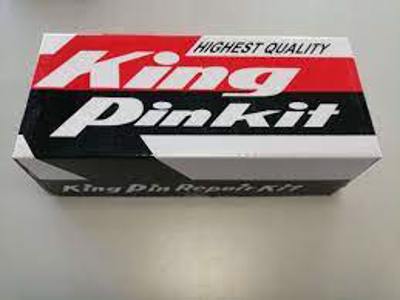 HIGHEST QUALITY
King
Pinkit
King Pin Repair Kit